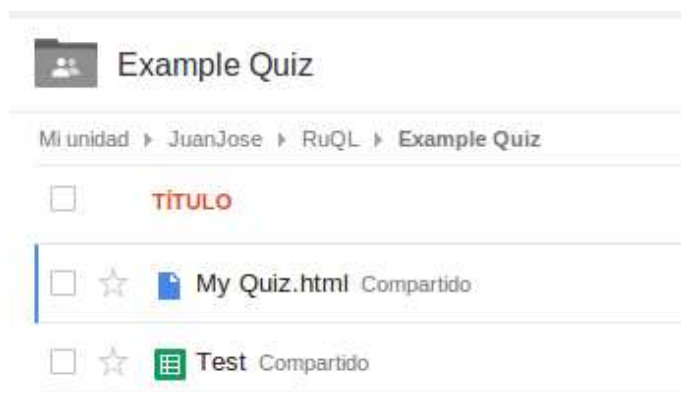 Example Quiz
Mi unidad JuanJose RuQL Example Quiz
TÍTULO
My Quiz.html Compartido
Test Compartido